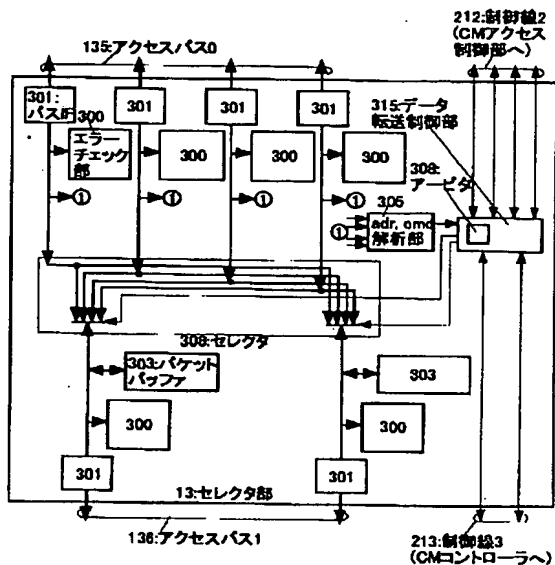 135:アクセスパス0
212:制御線2
(CMアクセス
制御部へ)
301:
パスIF
300
エラー
チェック
部
301
301
301
300
300
300
315:データ
転送制御部
308:
アービタ
①
①
①
①
305
①
adr, cmd
解析部
308:セレクタ
303:パケット
バッファ
303
300
300
301
301
13:セレクタ部
136:アクセスパス1
213:制御線3
(CMコントローラへ)